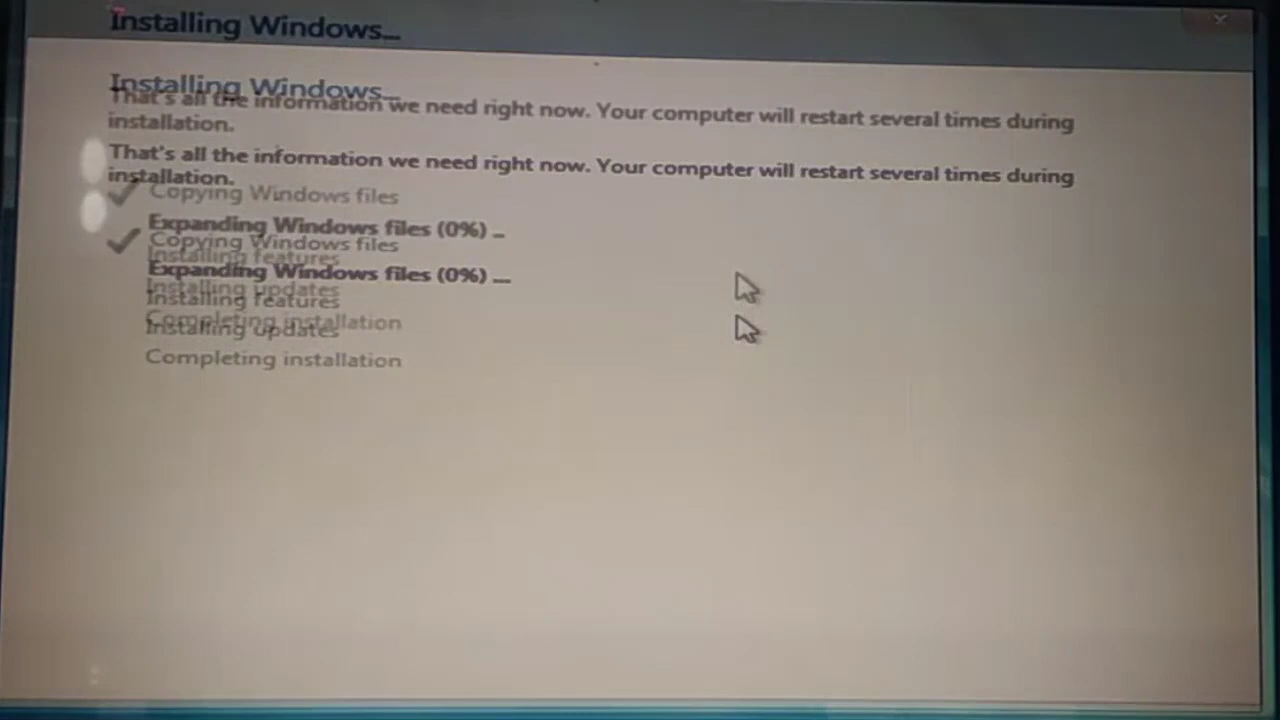 Installing Windows...
Installing Windows...
That's all the information we need right now. Your computer will restart several times during
installation.
That's all the information we need right now. Your computer will restart several times during
installation.
Copying Windows files
Expanding Windows files (0%) ...
Copying Windows files
Installing features
Expanding Windows files (0%) ...
Installing updates
Installing features
Completing installation
Installing updates
Completing installation